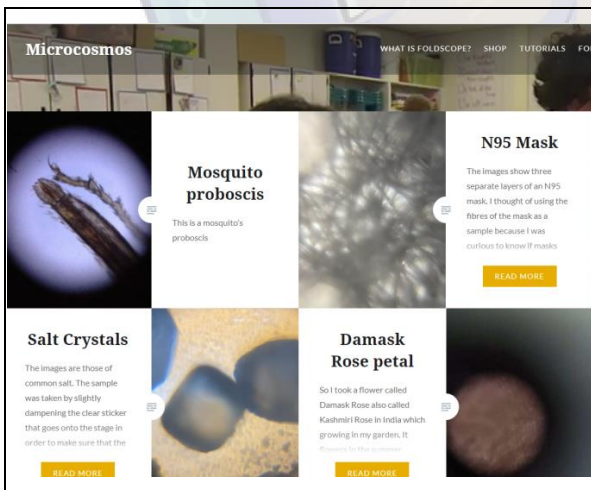 Microcosmos
WHAT IS FOLDSCOPE? SHOP TUTORIALS
Mosquito
proboscis
This is a mosquito's
proboscis
N95 Mask
The images show three
separate layers of an N95
mask. I thought of using the
fibres of the mask as a
sample because I was
curious to know if masks
READ MORE
Salt Crystals
The images are those of
common salt. The sample
was taken by slightly
dampening the clear sticker
that goes onto the stage in
order to make sure that the
READ MORE
Damask
Rose petal
So I took a flower called
Damask Rose also called
Kashmiri Rose in India which
growing in my garden. It
flowers in the summer
READ MORE